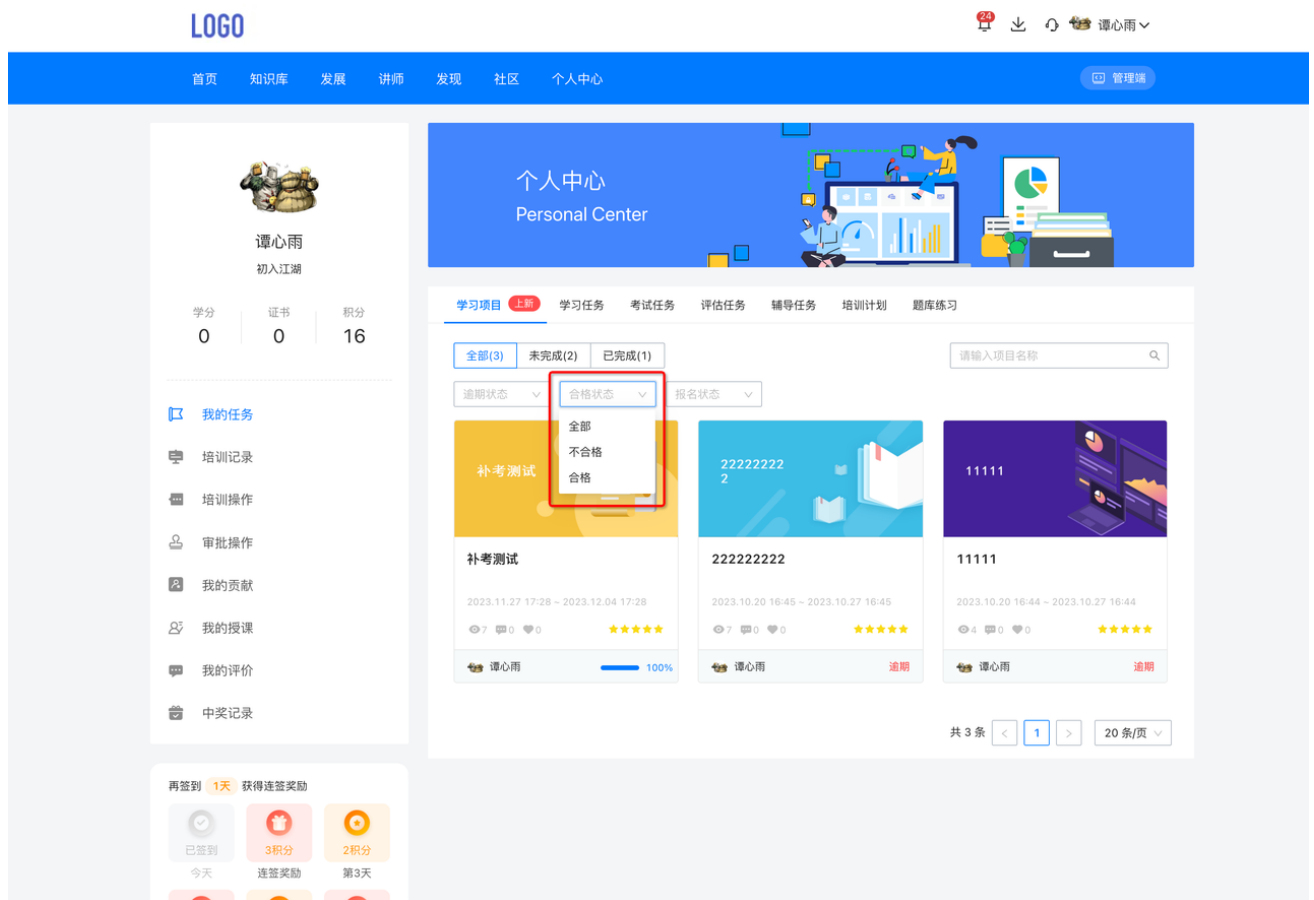 LOGO
24
谭心雨
首页 知识库 发展 讲师 发现 社区 个人中心 管理端
谭心雨
初入江湖
学分 证书 积分
0 0 16
我的任务
培训记录
培训操作
审批操作
我的贡献
我的授课
我的评价
中奖记录
再签到 1天 获得连签奖励
已签到 3积分 2积分
今天 连签奖励 第3天
个人中心
Personal Center
学习项目 上新 学习任务 考试任务 评估任务 辅导任务 培训计划 题库练习
全部(3) 未完成(2) 已完成(1) 请输入项目名称
逾期状态 合格状态 报名状态
全部
不合格
合格
补考测试
22222222
2
11111
补考测试 222222222 11111
2023.11.27 17:28 ~ 2023.12.04 17:28 2023.10.20 16:45 ~ 2023.10.27 16:45 2023.10.20 16:44 ~ 2023.10.27 16:44
7 0 0 7 0 0 4 0 0
谭心雨 100% 谭心雨 逾期 谭心雨 逾期
共 3 条 < 1 > 20 条/页